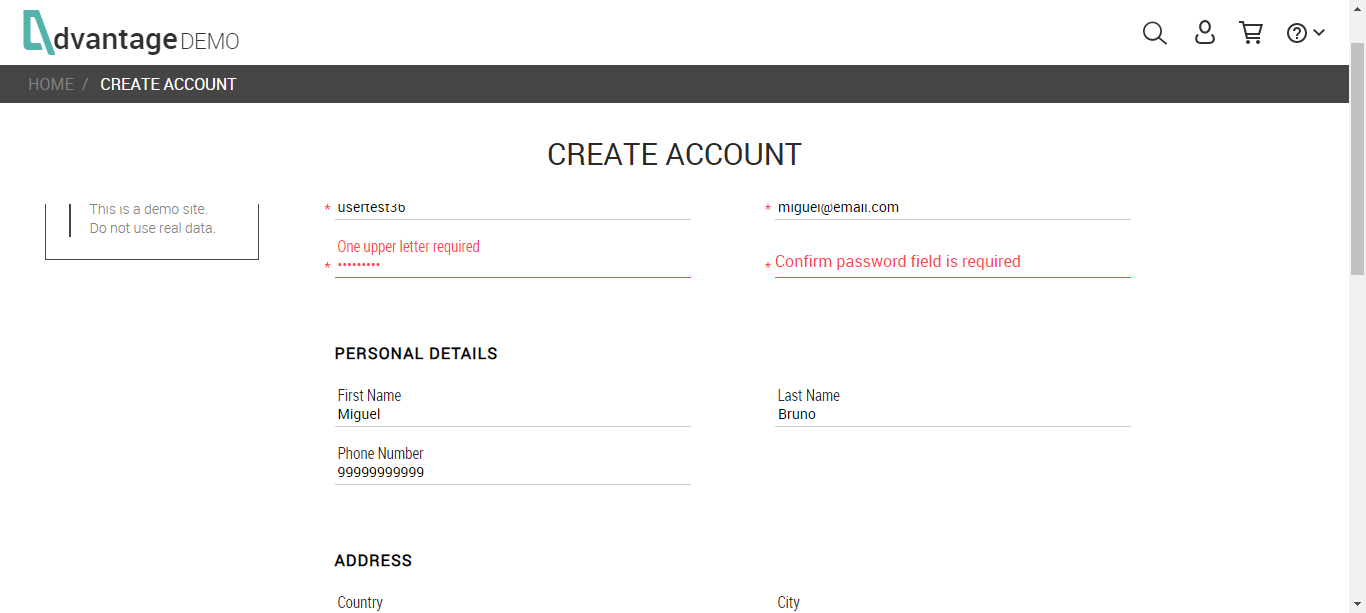 dvantage DEMO
HOME / CREATE ACCOUNT
CREATE ACCOUNT
This is a demo site.
Do not use real data.
* usertest36
* miguel@email.com
One upper letter required
* •••••••••
* Confirm password field is required
PERSONAL DETAILS
First Name
Miguel
Last Name
Bruno
Phone Number
99999999999
ADDRESS
Country
City